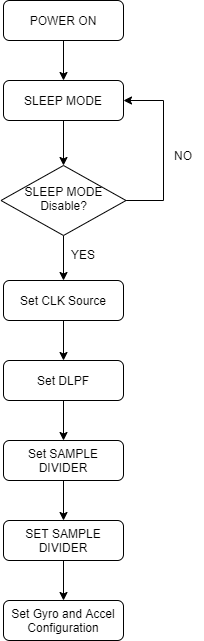 POWER ON
SLEEP MODE
SLEEP MODE
Disable?
NO
YES
Set CLK Source
Set DLPF
Set SAMPLE
DIVIDER
SET SAMPLE
DIVIDER
Set Gyro and Accel
Configuration